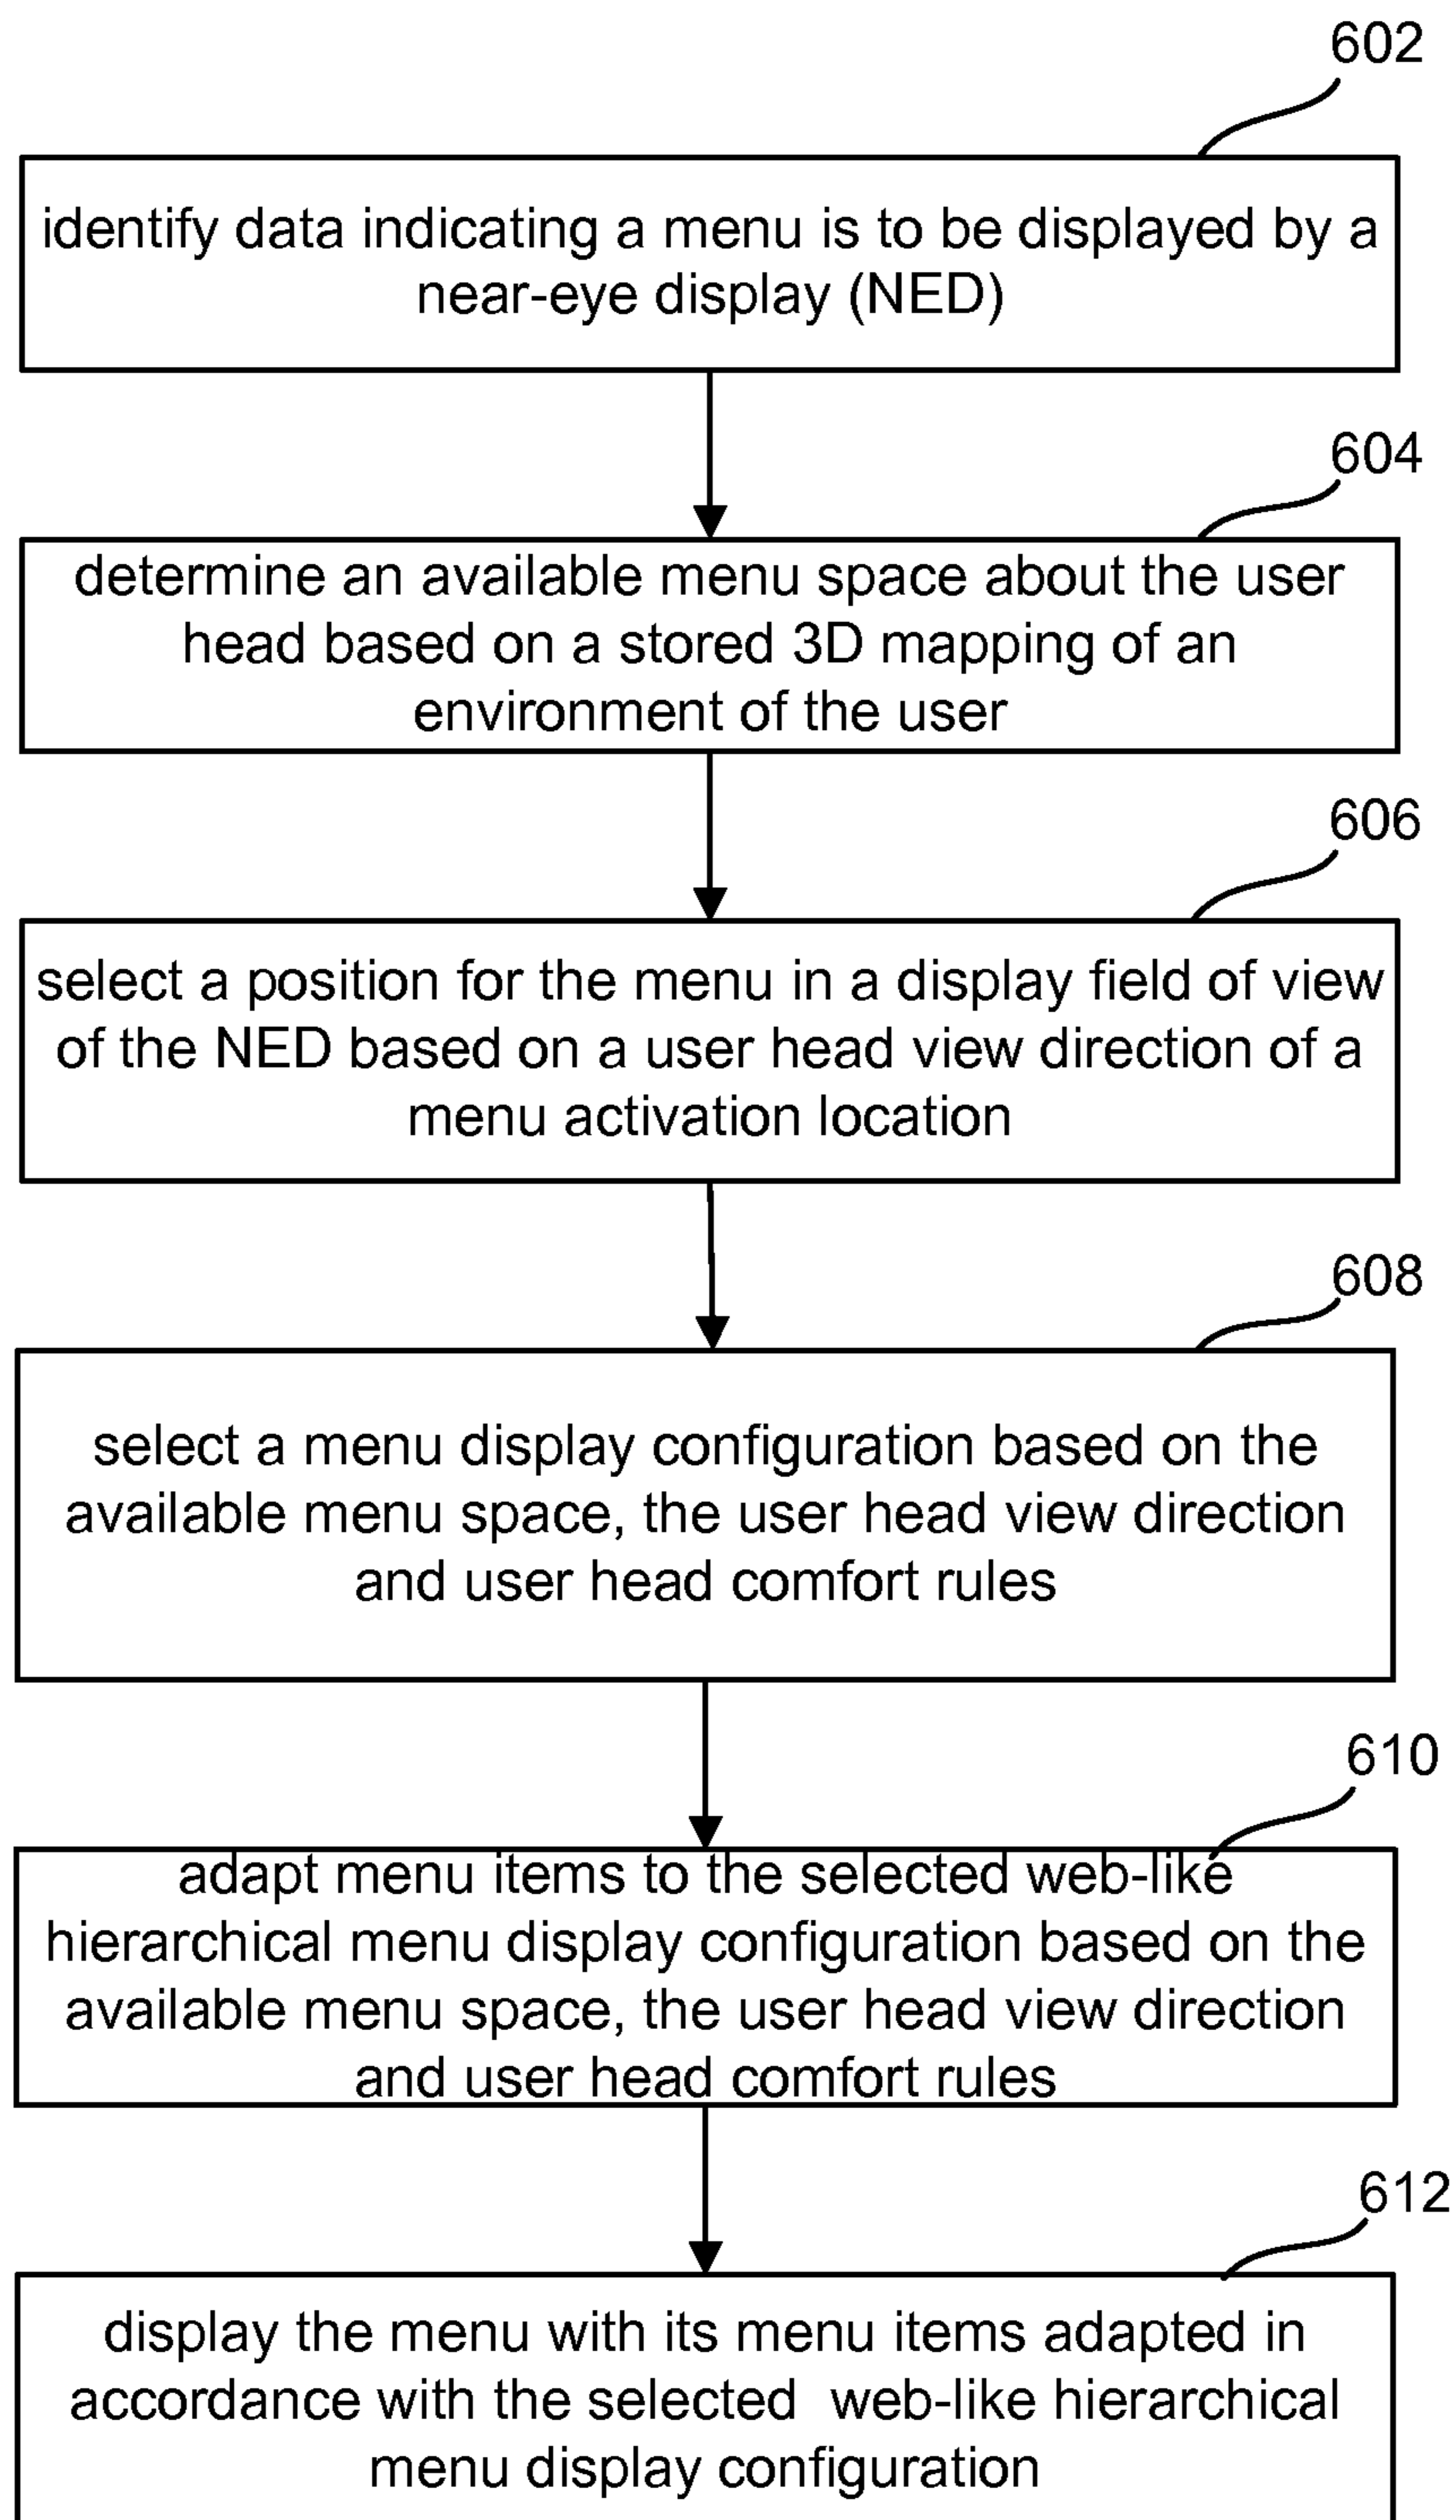 602
identify data indicating a menu is to be displayed by a
near-eye display (NED)
604
determine an available menu space about the user
head based on a stored 3D mapping of an
environment of the user
606
select a position for the menu in a display field of view
of the NED based on a user head view direction of a
menu activation location
608
select a menu display configuration based on the
available menu space, the user head view direction
and user head comfort rules
610
adapt menu items to the selected web-like
hierarchical menu display configuration based on the
available menu space, the user head view direction
and user head comfort rules
612
display the menu with its menu items adapted in
accordance with the selected web-like hierarchical
menu display configuration